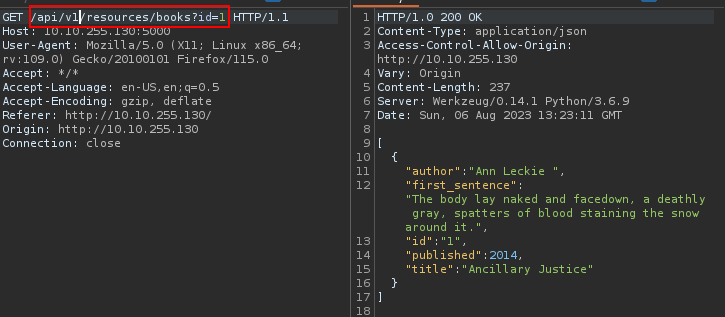 GET /api/v1/resources/books?id=1 HTTP/1.1
Host: 10.10.255.130:5000
User-Agent: Mozilla/5.0 (X11; Linux x86_64;
rv:109.0) Gecko/20100101 Firefox/115.0
Accept: */*
Accept-Language: en-US,en;q=0.5
Accept-Encoding: gzip, deflate
Referer: http://10.10.255.130/
Origin: http://10.10.255.130
Connection: close
1 HTTP/1.0 200 OK
2 Content-Type: application/json
3 Access-Control-Allow-Origin:
http://10.10.255.130
4 Vary: Origin
5 Content-Length: 237
6 Server: Werkzeug/0.14.1 Python/3.6.9
7 Date: Sun, 06 Aug 2023 13:23:11 GMT
8
9 [
10 {
11 "author":"Ann Leckie ",
12 "first_sentence":
"The body lay naked and facedown, a deathly
gray, spatters of blood staining the snow
around it.",
13 "id":"1",
14 "published":2014,
15 "title":"Ancillary Justice"
16 }
17 ]
18